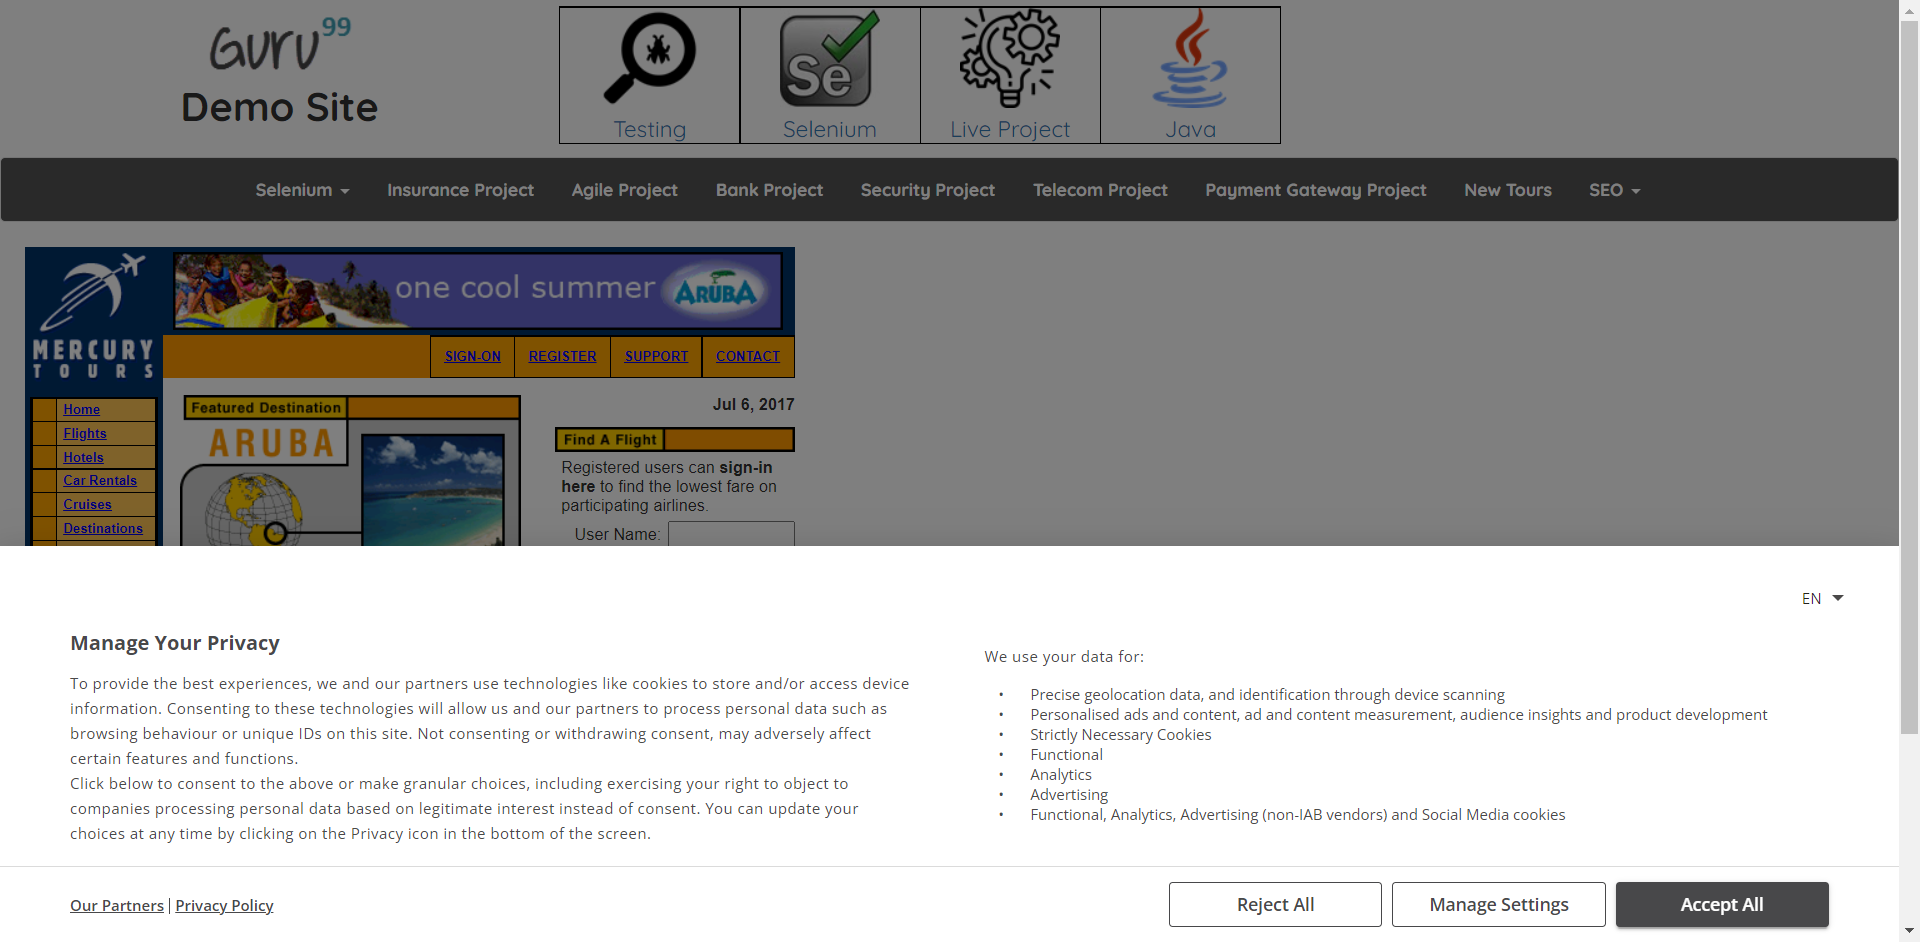 Guru99
Demo Site
Testing
Selenium
Live Project
Java
Selenium
Insurance Project
Agile Project
Bank Project
Security Project
Telecom Project
Payment Gateway Project
New Tours
SEO
one cool summer
ARUBA
MERCURY
TOURS
SIGN-ON
REGISTER
SUPPORT
CONTACT
Home
Flights
Hotels
Car Rentals
Cruises
Destinations
Featured Destination
ARUBA
Jul 6, 2017
Find A Flight
Registered users can sign-in
here to find the lowest fare on
participating airlines.
User Name:
EN
Manage Your Privacy
To provide the best experiences, we and our partners use technologies like cookies to store and/or access device
information. Consenting to these technologies will allow us and our partners to process personal data such as
browsing behaviour or unique IDs on this site. Not consenting or withdrawing consent, may adversely affect
certain features and functions.
Click below to consent to the above or make granular choices, including exercising your right to object to
companies processing personal data based on legitimate interest instead of consent. You can update your
choices at any time by clicking on the Privacy icon in the bottom of the screen.
We use your data for:
• Precise geolocation data, and identification through device scanning
• Personalised ads and content, ad and content measurement, audience insights and product development
• Strictly Necessary Cookies
• Functional
• Analytics
• Advertising
• Functional, Analytics, Advertising (non-IAB vendors) and Social Media cookies
Our Partners | Privacy Policy
Reject All
Manage Settings
Accept All